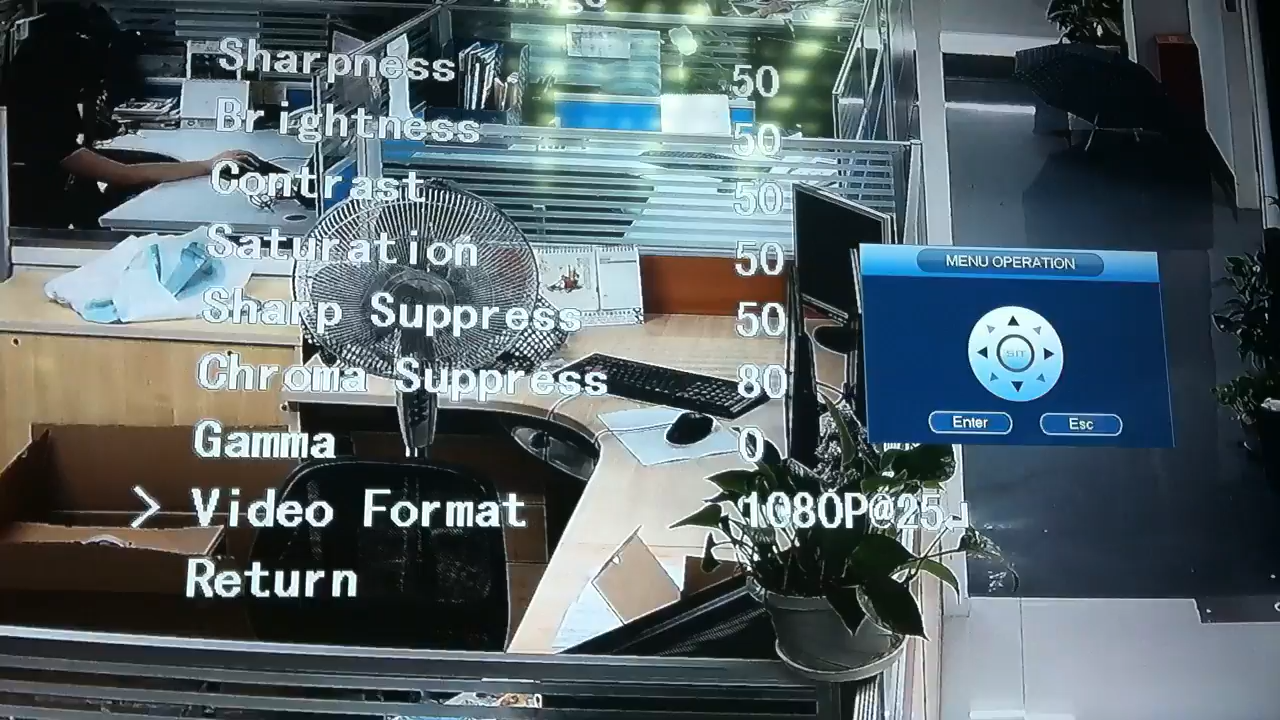 Sharpness 50
Brightness 50
Contrast 50
Saturation 50
Sharp Suppress 50
Chroma Suppress 80
Gamma 0
> Video Format 1080P@25↵
Return
MENU OPERATION
SIT
Enter Esc